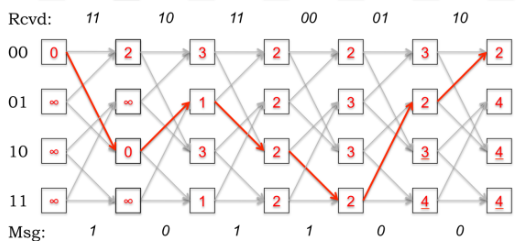 Rcvd: 11 10 11 00 01 10
00 0 2 3 2 2 3 2
01 ∞ ∞ 1 2 3 2 4
10 ∞ 0 3 2 3 3 4
11 ∞ ∞ 1 2 2 4 4
Msg: 1 0 1 1 0 0